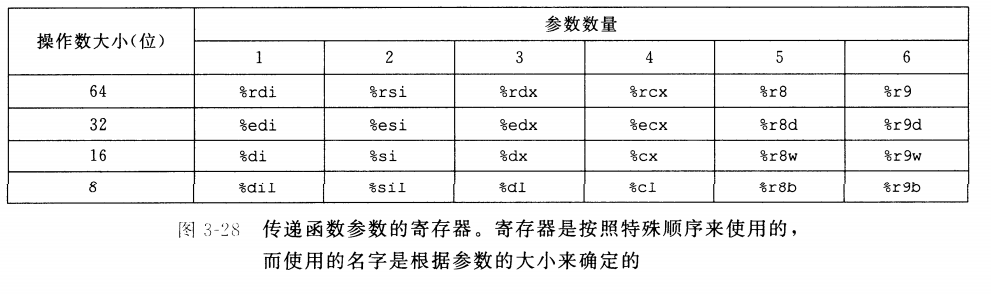 操作数大小(位) 参数数量
1 2 3 4 5 6
64 %rdi %rsi %rdx %rcx %r8 %r9
32 %edi %esi %edx %ecx %r8d %r9d
16 %di %si %dx %cx %r8w %r9w
8 %dil %sil %dl %cl %r8b %r9b
图 3-28 传递函数参数的寄存器。寄存器是按照特殊顺序来使用的，
而使用的名字是根据参数的大小来确定的